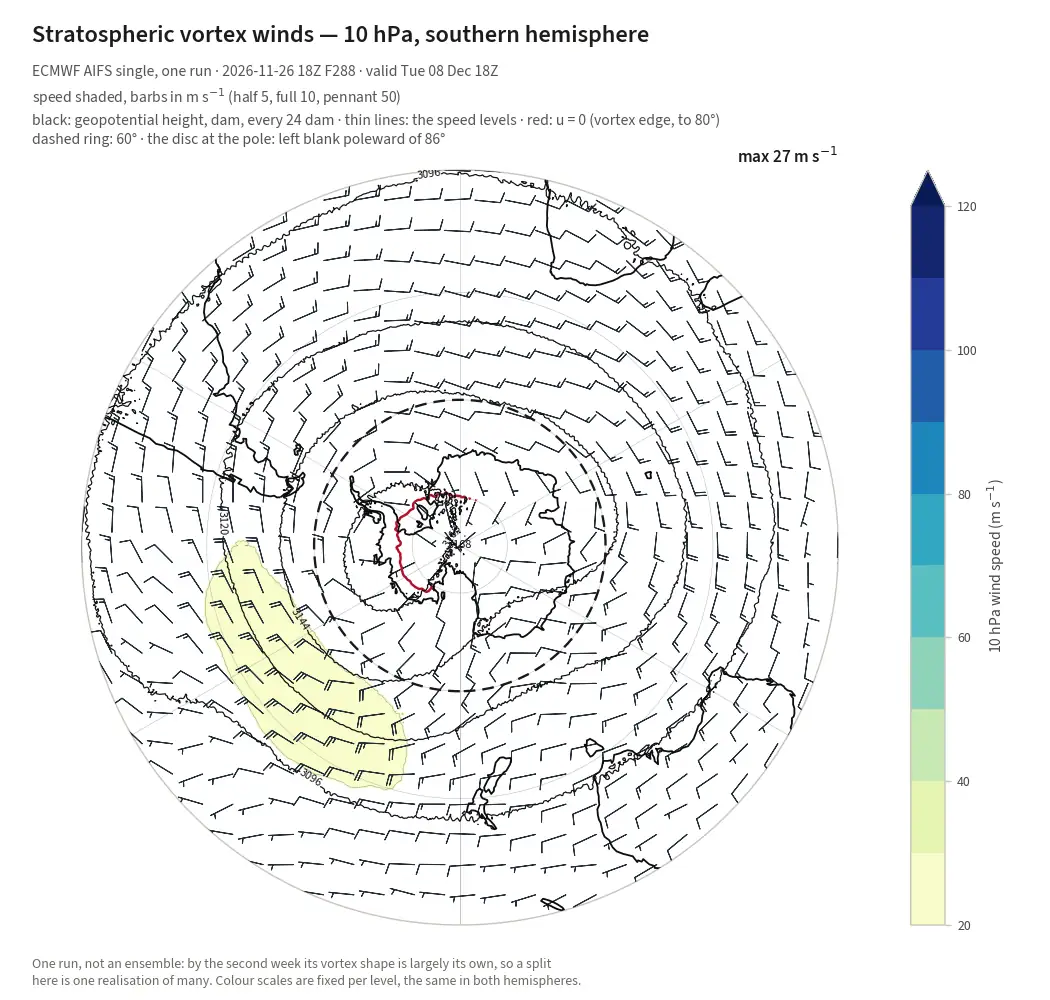 Stratospheric vortex winds — 10 hPa, southern hemisphere
ECMWF AIFS single, one run · 2026-11-26 18Z F288 · valid Tue 08 Dec 18Z
speed shaded, barbs in m s⁻¹ (half 5, full 10, pennant 50)
black: geopotential height, dam, every 24 dam · thin lines: the speed levels · red: u = 0 (vortex edge, to 80°)
dashed ring: 60° · the disc at the pole: left blank poleward of 86°
max 27 m s⁻¹
3096
120
100
80
60
40
20
10 hPa wind speed (m s⁻¹)
3120
3144
3096
One run, not an ensemble: by the second week its vortex shape is largely its own, so a split
here is one realisation of many. Colour scales are fixed per level, the same in both hemispheres.